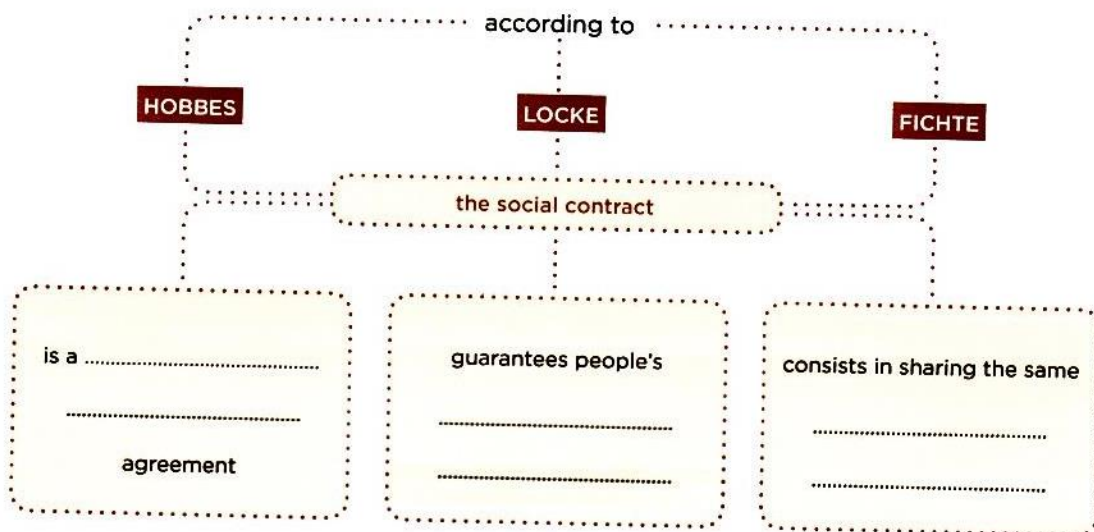 according to
HOBBES
LOCKE
FICHTE
the social contract
is a ..............................
..............................
agreement
guarantees people's
..............................
..............................
consists in sharing the same
..............................
..............................